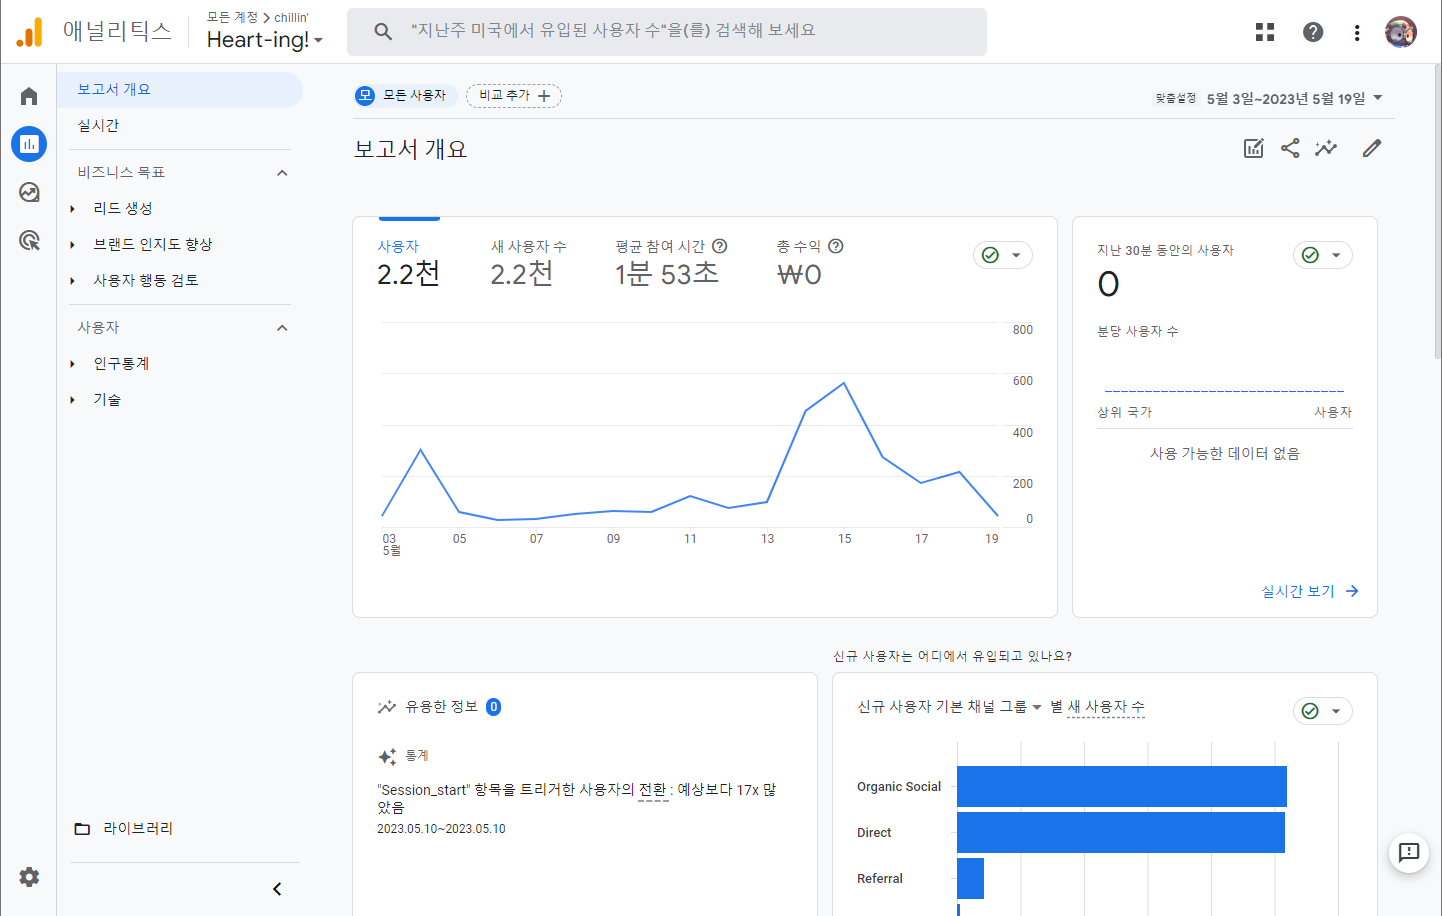 애널리틱스
모든 계정 > chillin'
Heart-ing!
"지난주 미국에서 유입된 사용자 수"을(를) 검색해 보세요
보고서 개요
실시간
비즈니스 목표
리드 생성
브랜드 인지도 향상
사용자 행동 검토
사용자
인구통계
기술
라이브러리
모 모든 사용자
비교 추가 +
맞춤설정 5월 3일~2023년 5월 19일
보고서 개요
사용자
2.2천
새 사용자 수
2.2천
평균 참여 시간
1분 53초
총 수익
₩0
800
600
400
200
0
03 05 07 09 11 13 15 17 19
5월
지난 30분 동안의 사용자
0
분당 사용자 수
상위 국가 사용자
사용 가능한 데이터 없음
실시간 보기
유용한 정보 0
통계
"Session_start" 항목을 트리거한 사용자의 전환 : 예상보다 17x 많
았음
2023.05.10~2023.05.10
신규 사용자는 어디에서 유입되고 있나요?
신규 사용자 기본 채널 그룹 별 새 사용자 수
Organic Social
Direct
Referral